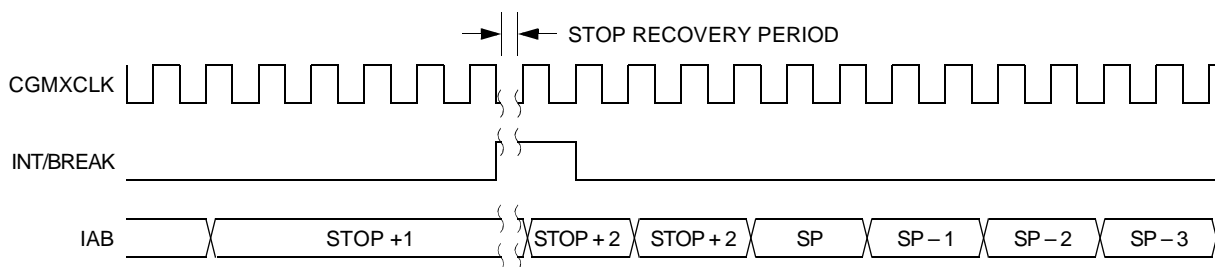 STOP RECOVERY PERIOD
CGMXCLK
INT/BREAK
IAB STOP +1 STOP + 2 STOP + 2 SP SP – 1 SP – 2 SP – 3